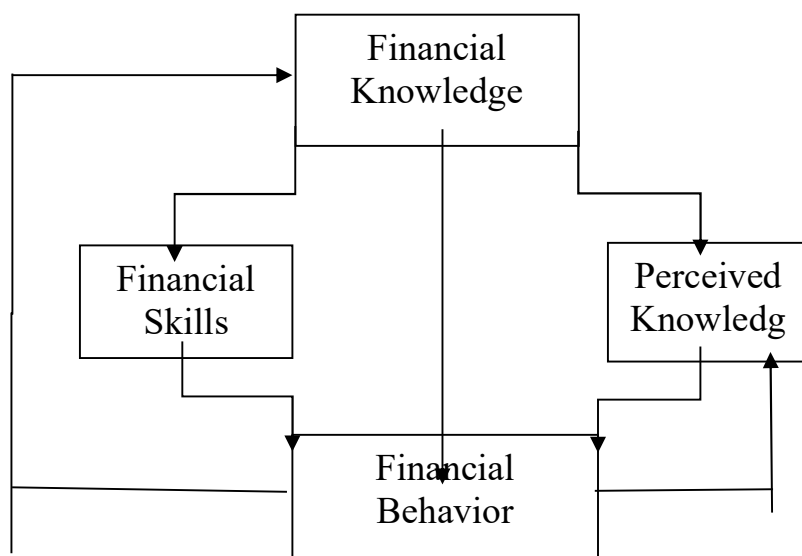 Financial
Knowledge
Financial
Skills
Perceived
Knowledg
Financial
Behavior